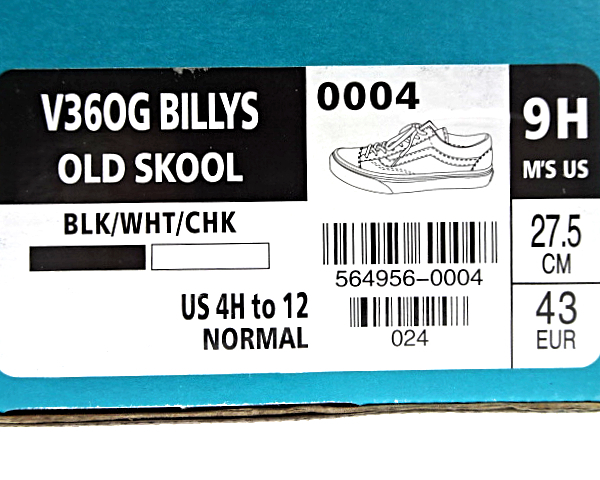 V36OG BILLYS
OLD SKOOL
BLK/WHT/CHK
US 4H to 12
NORMAL
0004
564956-0004
024
9H
M'S US
27.5
CM
43
EUR